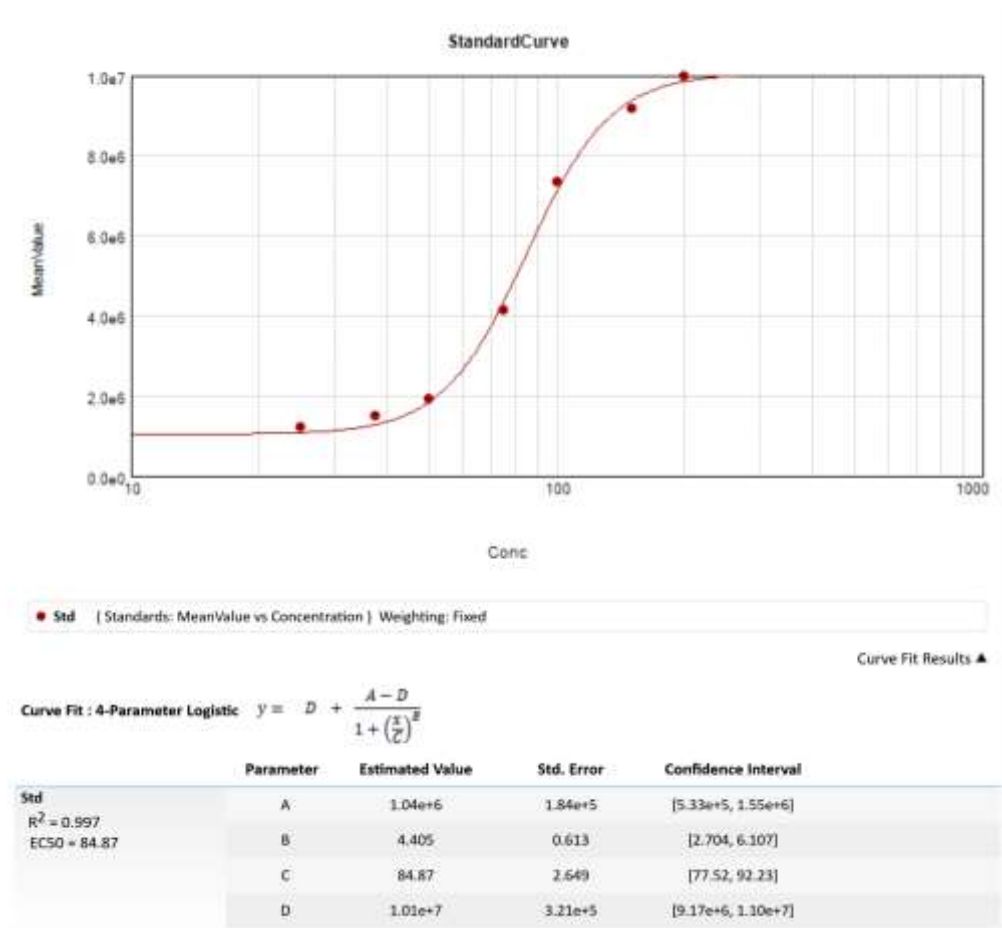 StandardCurve
1.0e7
8.0e6
6.0e6
4.0e6
2.0e6
0.0e0
MeanValue
10 100 1000
Conc
Std ( Standards: MeanValue vs Concentration ) Weighting: Fixed
Curve Fit Results ▲
Curve Fit : 4-Parameter Logistic y = D + (A - D) / (1 + (x/C)^B)
Parameter Estimated Value Std. Error Confidence Interval
Std
R² = 0.997
EC50 = 84.87
A 1.04e+6 1.84e+5 [5.33e+5, 1.55e+6]
B 4.405 0.613 [2.704, 6.107]
C 84.87 2.649 [77.52, 92.23]
D 1.01e+7 3.21e+5 [9.17e+6, 1.10e+7]